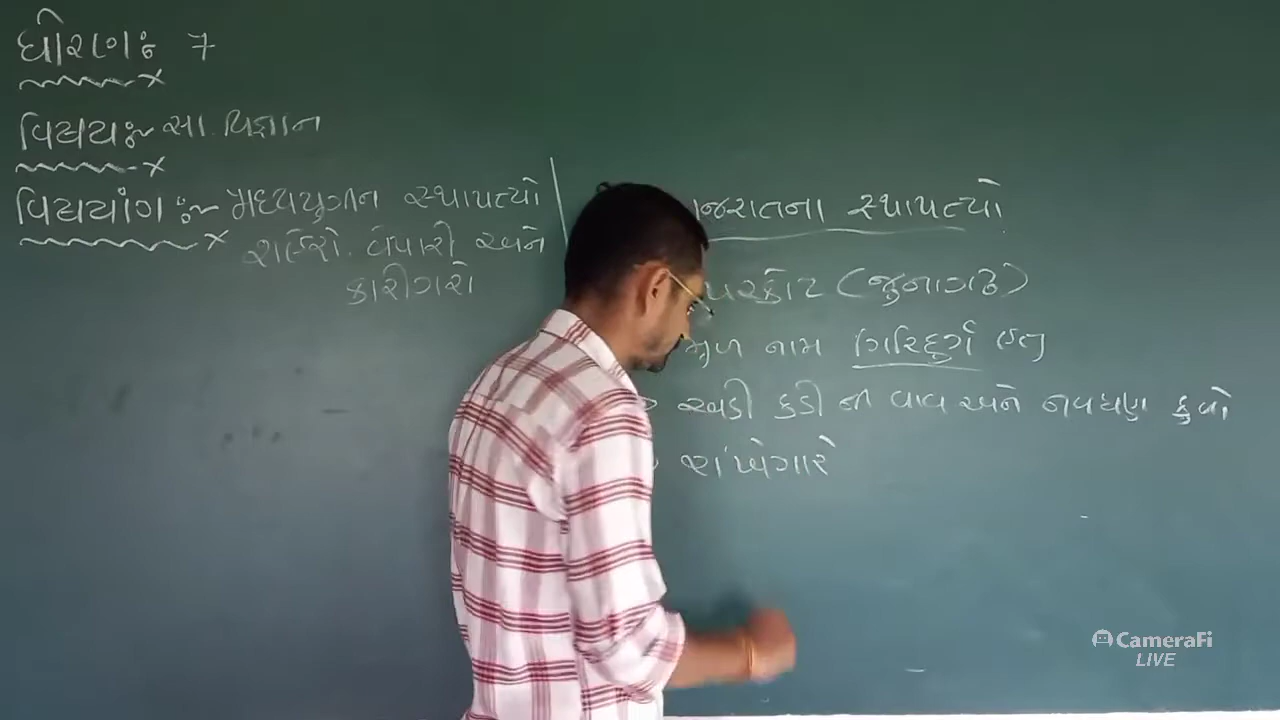 ધોરણઃ 7
વિષયઃ સા. વિજ્ઞાન
વિષયાંગઃ મધ્યયુગીન સ્થાપત્યો
શહેરો. વેપારી અને
કારીગરો
જરાતના સ્થાપત્યો
પરકોટ (જુનાગઢ)
મુળ નામ ગિરિદુર્ગ હતુ
અડી કડી ની વાવ અને નવઘણ કુવો
રા'ખેંગારે
CameraFi
LIVE